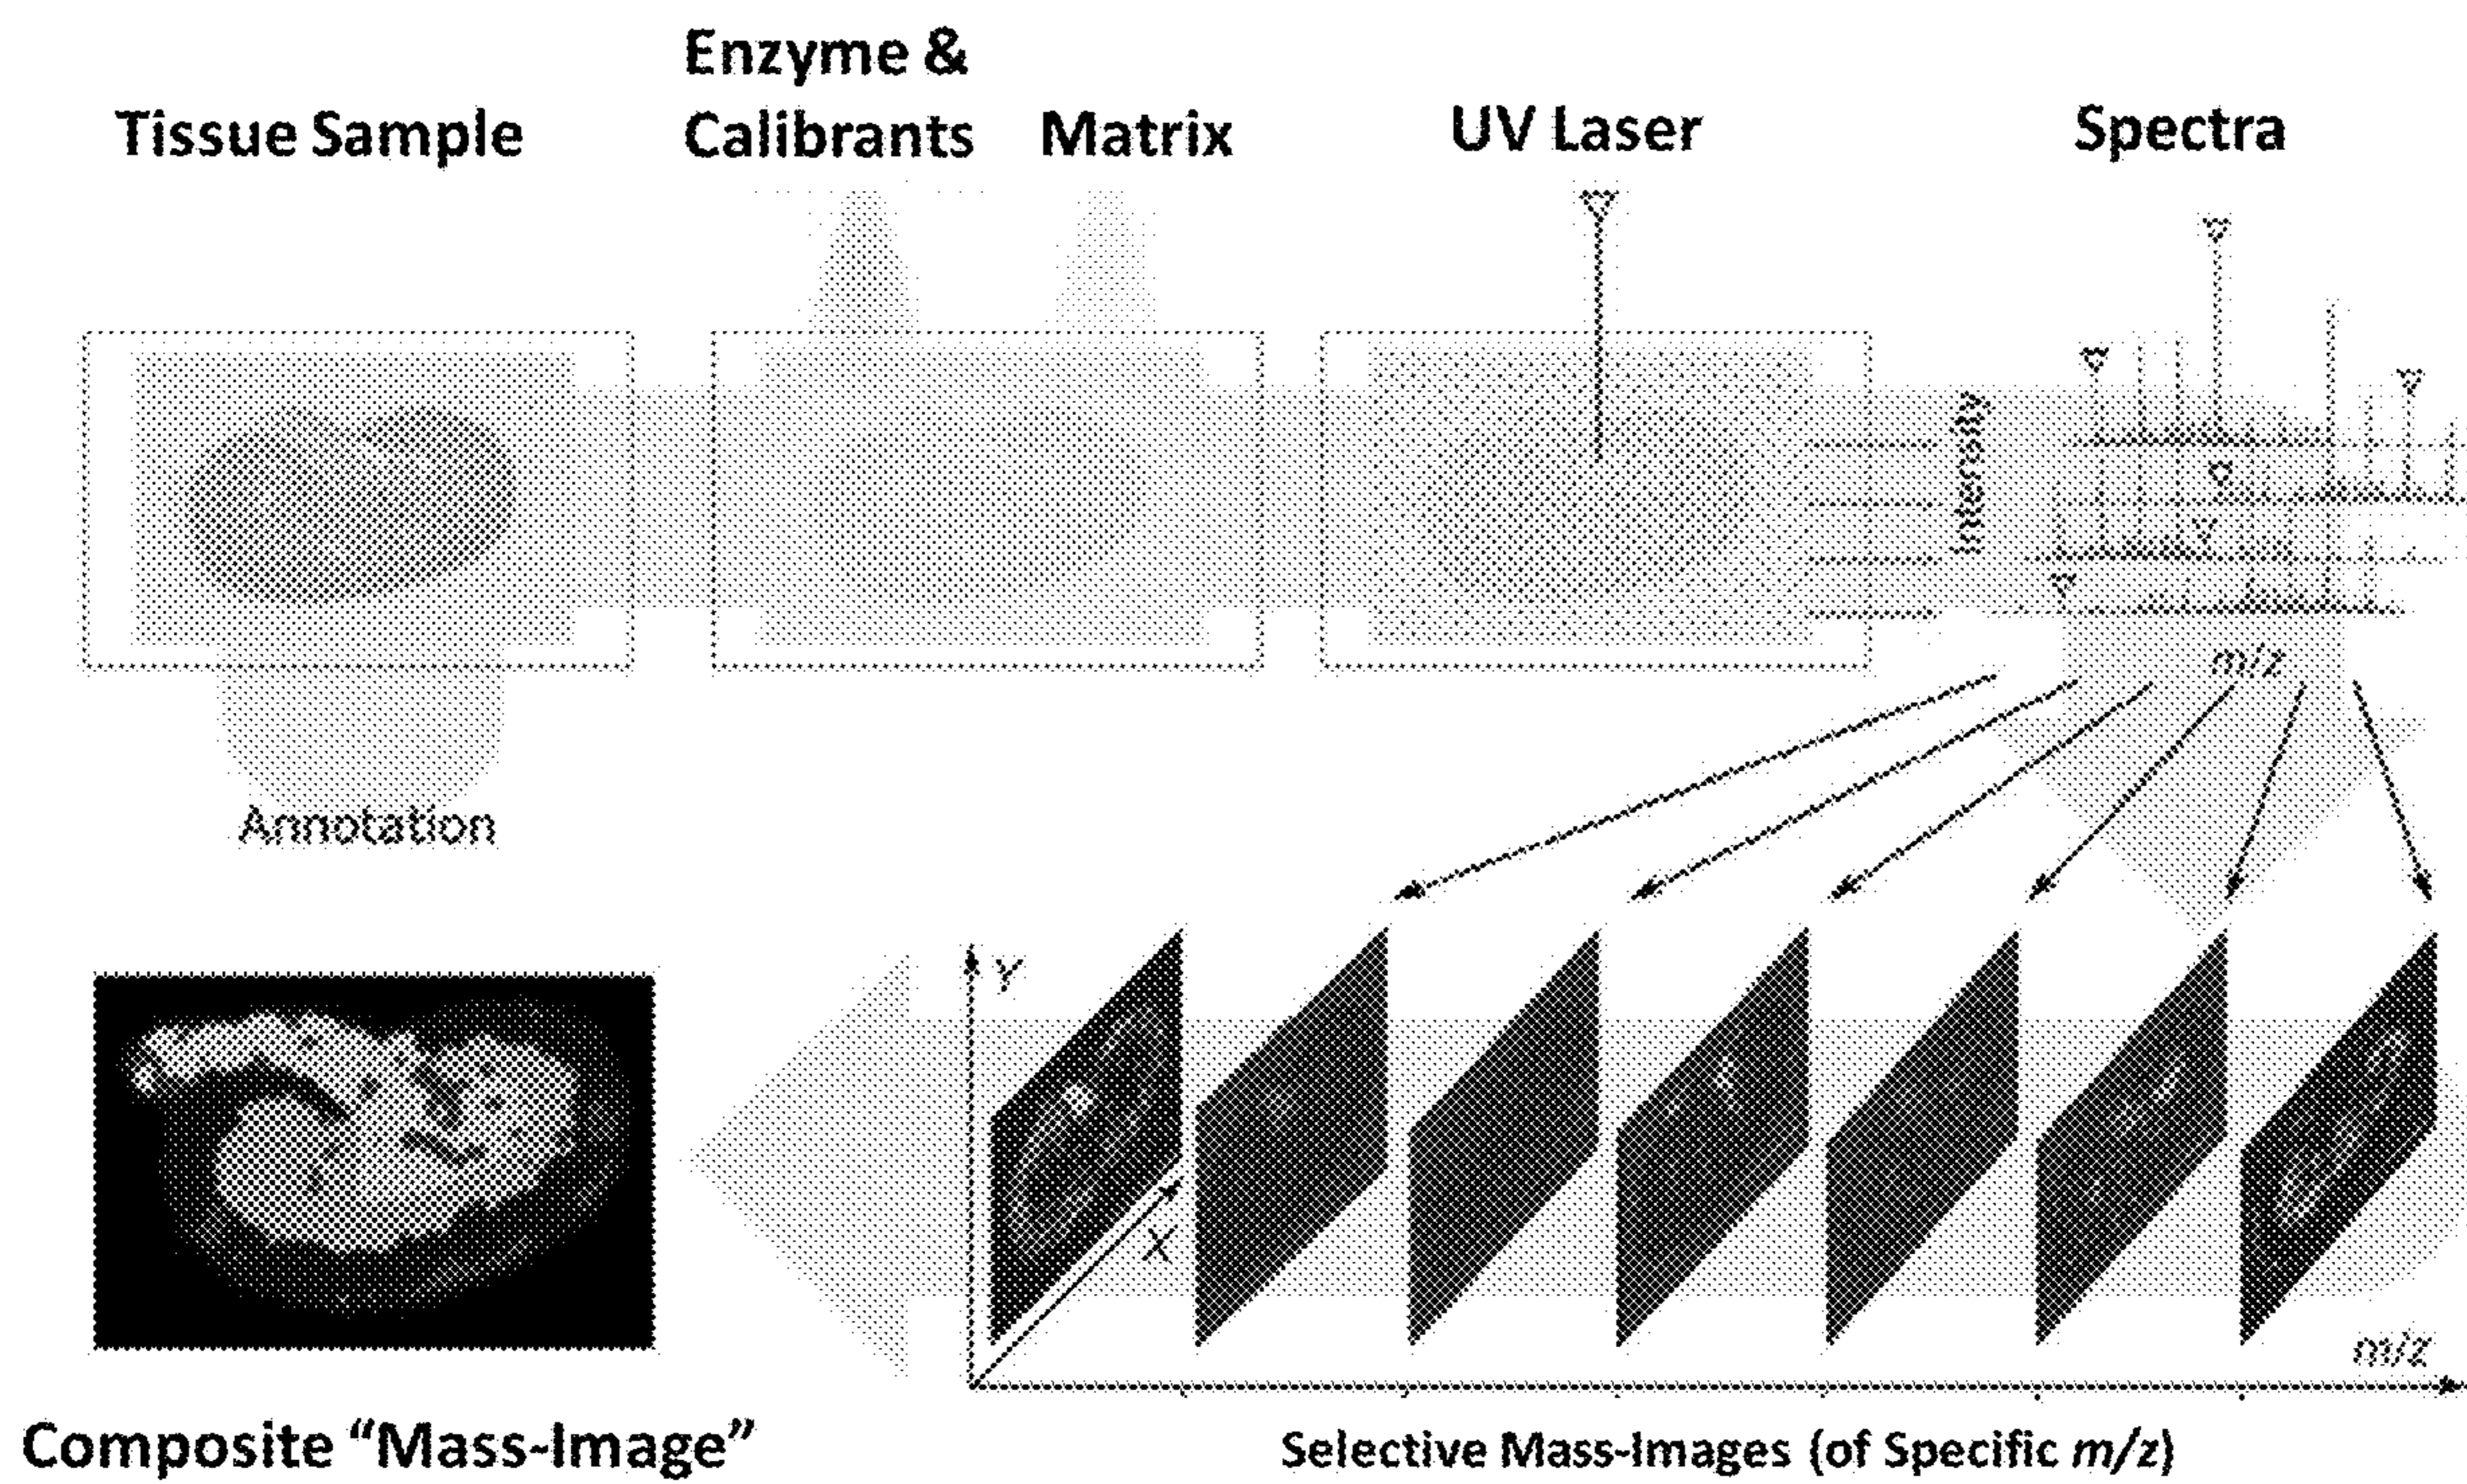 Enzyme &
Tissue Sample
Calibrants
Matrix
UV Laser
Spectra
Intensity
m/z
Annotation
Y
X
m/z
Composite “Mass-Image”
Selective Mass-Images (of Specific m/z)